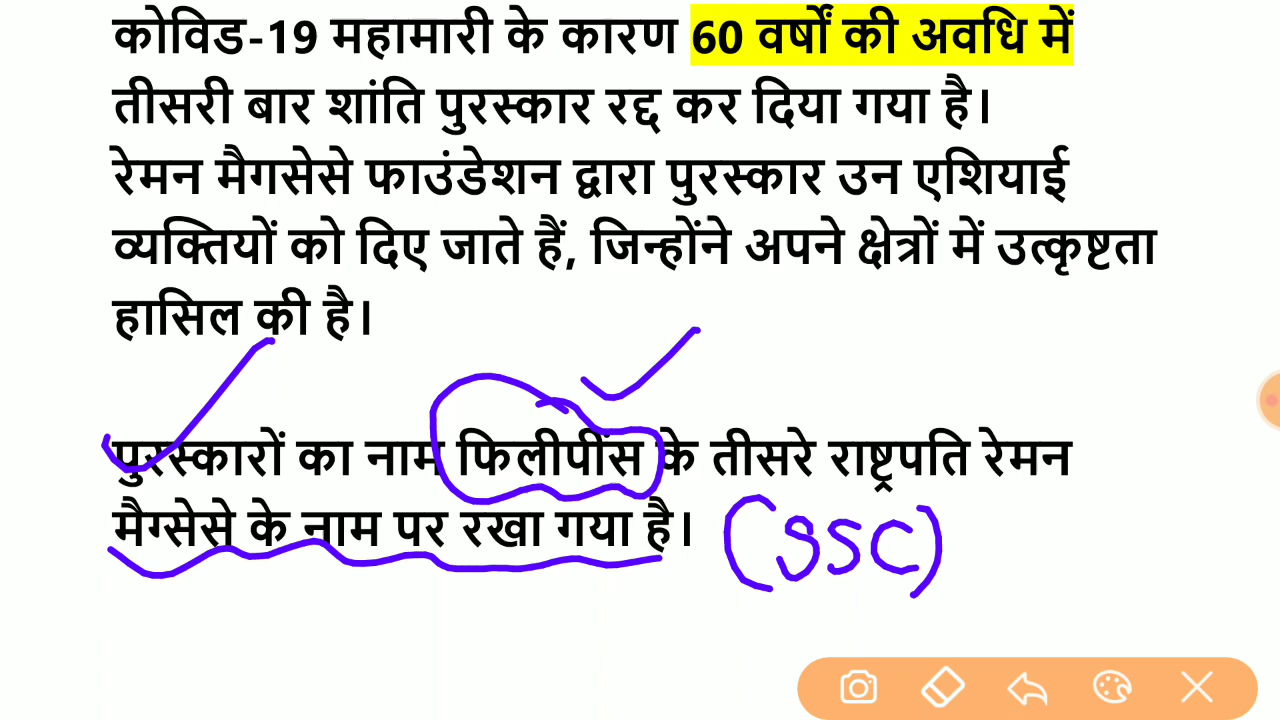 कोविड-19 महामारी के कारण 60 वर्षों की अवधि में
तीसरी बार शांति पुरस्कार रद्द कर दिया गया है।
रेमन मैगसेसे फाउंडेशन द्वारा पुरस्कार उन एशियाई
व्यक्तियों को दिए जाते हैं, जिन्होंने अपने क्षेत्रों में उत्कृष्टता
हासिल की है।
पुरस्कारों का नाम फिलीपींस के तीसरे राष्ट्रपति रेमन
मैग्सेसे के नाम पर रखा गया है। (SSC)